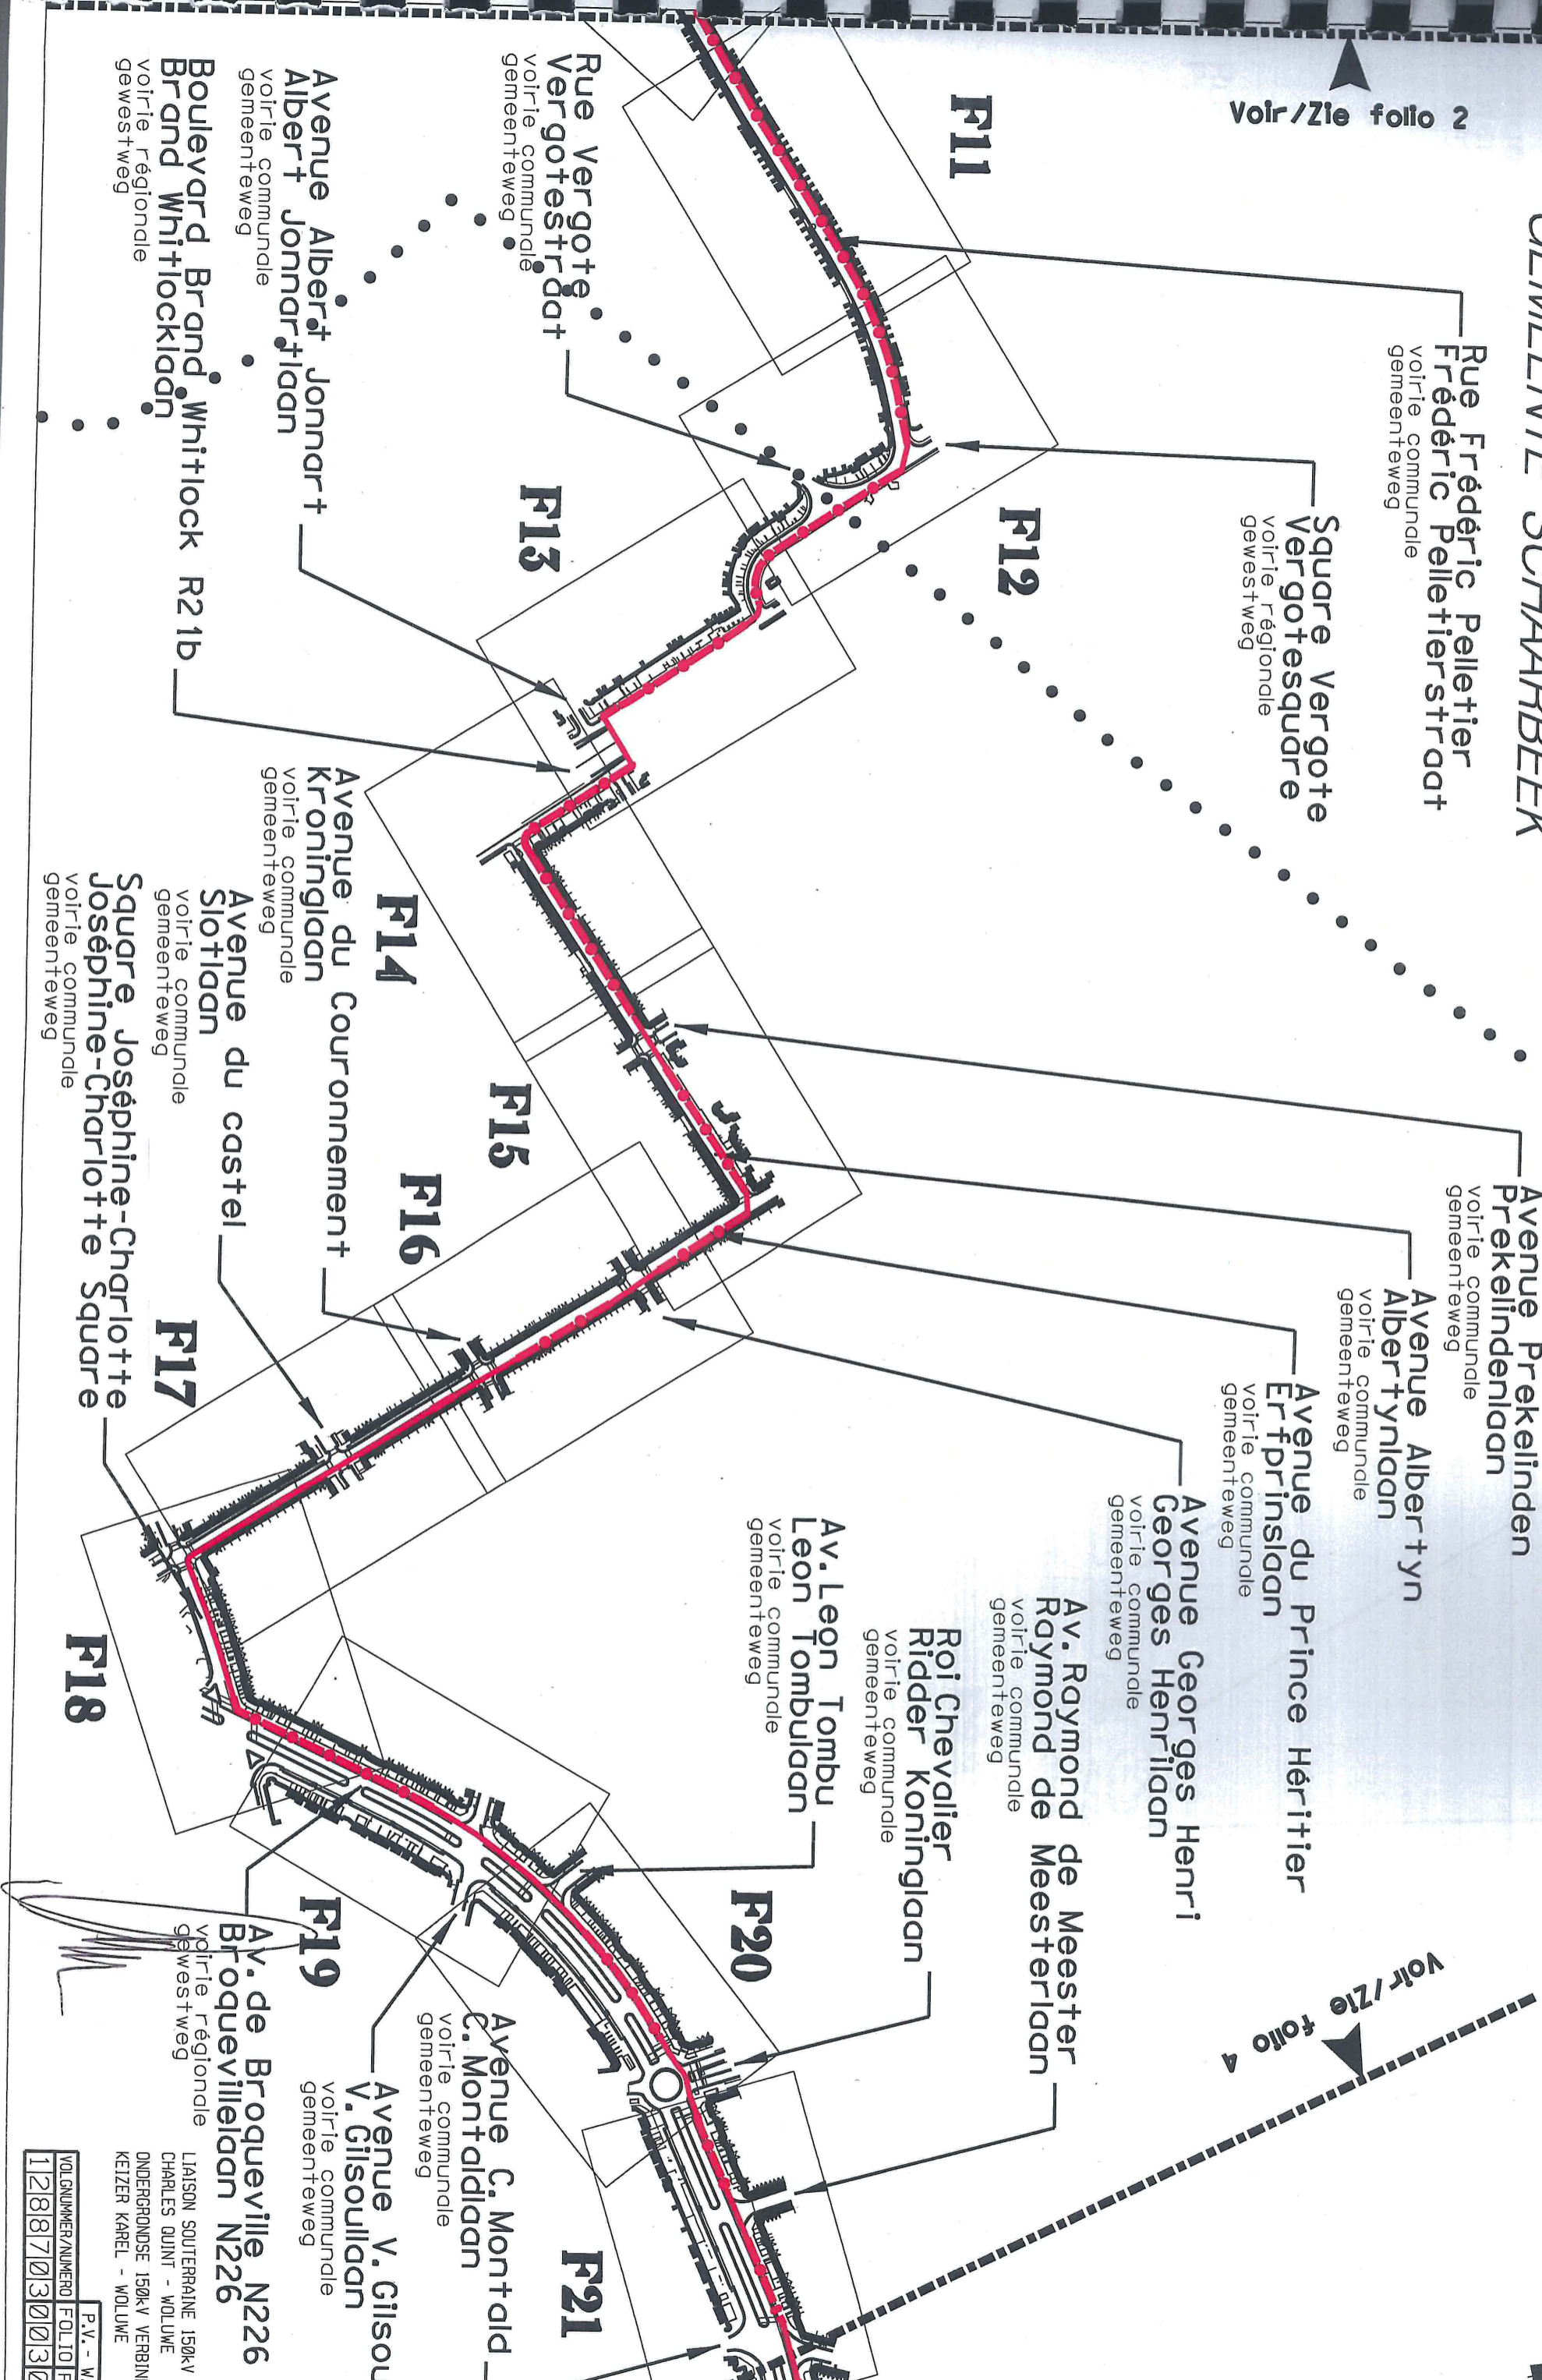 Voir/Zie folio 2
GEMEENTE SCHAARBEEK
F11
Rue Frédéric Pelletier
Frédéric Pelletierstraat
voirie communale
gemeenteweg
Square Vergote
Vergotesquare
voirie régionale
gewestweg
F12
Rue Vergote
Vergotestraat
voirie communale
gemeenteweg
F13
Avenue Albert Jonnart
Albert Jonnartlaan
voirie communale
gemeenteweg
Boulevard Brand Whitlock R21b
Brand Whitlocklaan
voirie régionale
gewestweg
Avenue Prekelinden
Prekelindenlaan
voirie communale
gemeenteweg
Avenue Albertyn
Albertynlaan
voirie communale
gemeenteweg
Avenue du Prince Héritier
Erfprinslaan
voirie communale
gemeenteweg
Avenue Georges Henri
Georges Henrilaan
voirie communale
gemeenteweg
Av. Raymond de Meester
Raymond de Meesterlaan
voirie communale
gemeenteweg
Roi Chevalier
Ridder Koninglaan
voirie communale
gemeenteweg
Av. Leon Tombu
Leon Tombulaan
voirie communale
gemeenteweg
F14
F15
F16
Avenue du Couronnement
Kroninglaan
voirie communale
gemeenteweg
Avenue du castel
Slotlaan
voirie communale
gemeenteweg
Square Joséphine-Charlotte
Joséphine-Charlotte Square
voirie communale
gemeenteweg
F17
F18
F19
F20
F21
voir/Zie
folio 4
Avenue C. Montald
C. Montaldlaan
voirie communale
gemeenteweg
Avenue V. Gilsou
V. Gilsoullaan
voirie communale
gemeenteweg
Av. de Broqueville N226
Broquevillelaan N226
voirie régionale
gewestweg
LIAISON SOUTERRAINE 150kV
CHARLES QUINT - WOLUWE
ONDERGRONDSE 150kV VERBIN
KEIZER KAREL - WOLUWE
P.V. - W
VOLGNUMMER/NUMERO FOLIO
12887030030